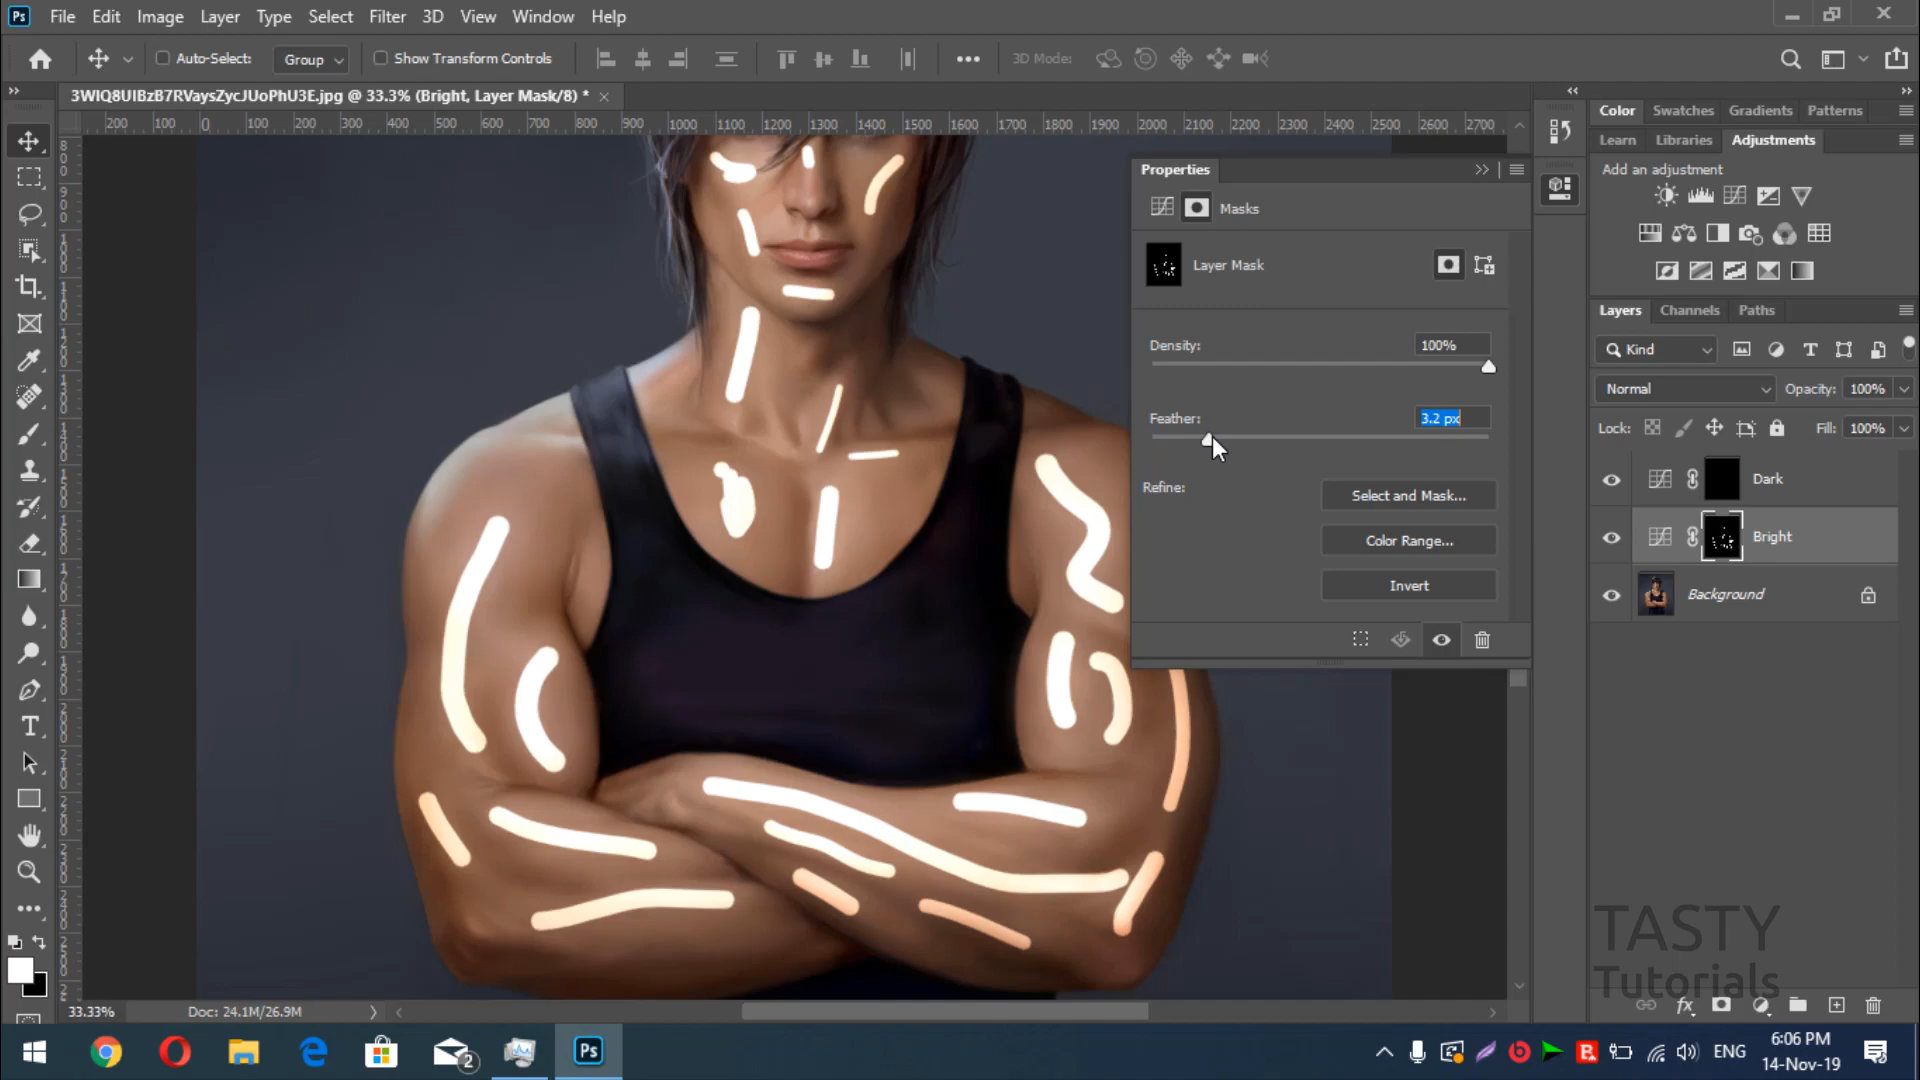 Ps File Edit Image Layer Type Select Filter 3D View Window Help
Auto-Select: Group Show Transform Controls 3D Mode:
3WlQ8UIBzB7RVaysZycJUoPhU3E.jpg @ 33.3% (Bright, Layer Mask/8) *
200 100 0 100 200 300 400 500 600 700 800 900 1000 1100 1200 1300 1400 1500 1600 1700 1800 1900 2000 2100 2200 2300 2400 2500 2600 2700
Properties
Masks
Layer Mask
Density: 100%
Feather: 3.2 px
Refine: Select and Mask...
Color Range...
Invert
Color Swatches Gradients Patterns
Learn Libraries Adjustments
Add an adjustment
Layers Channels Paths
Kind
Normal Opacity: 100%
Lock: Fill: 100%
Dark
Bright
Background
TASTY
Tutorials
fx
33.33% Doc: 24.1M/26.9M
2 Ps ENG 6:06 PM
14-Nov-19